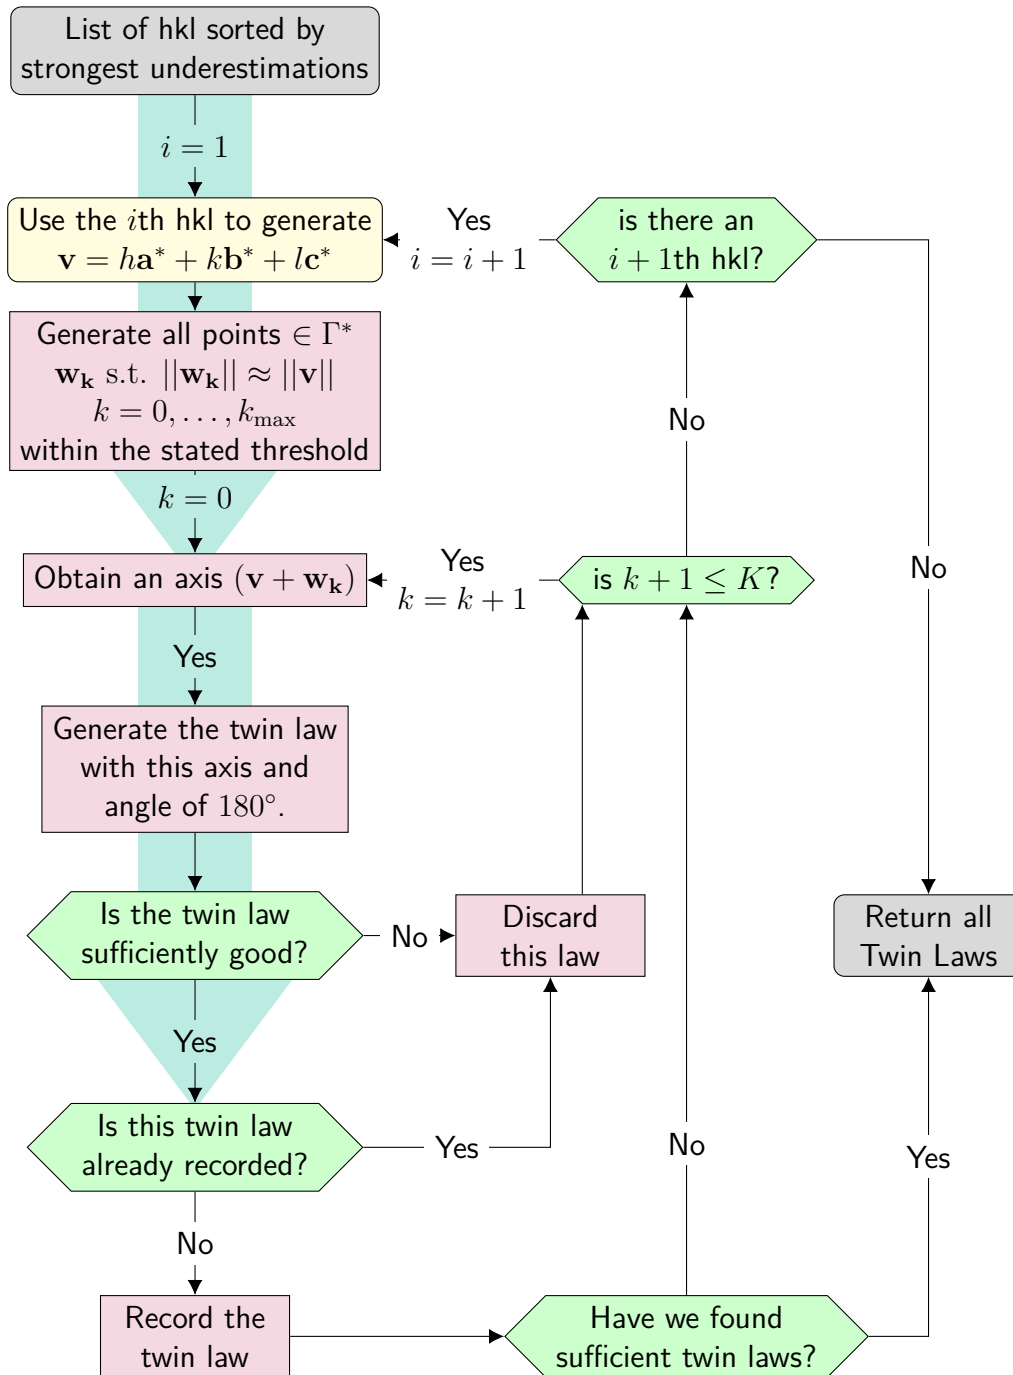 List of hkl sorted by
strongest underestimations
i = 1
Use the ith hkl to generate
v = ha* + kb* + lc*
Yes
i = i + 1
is there an
i + 1th hkl?
Generate all points ∈ Γ*
w_k s.t. ||w_k|| ≈ ||v||
k = 0, . . . , k_max
within the stated threshold
No
k = 0
Obtain an axis (v + w_k)
Yes
k = k + 1
is k + 1 ≤ K?
No
Yes
Generate the twin law
with this axis and
angle of 180°.
Is the twin law
sufficiently good?
No
Discard
this law
Return all
Twin Laws
Yes
Is this twin law
already recorded?
Yes
No
Yes
No
Record the
twin law
Have we found
sufficient twin laws?